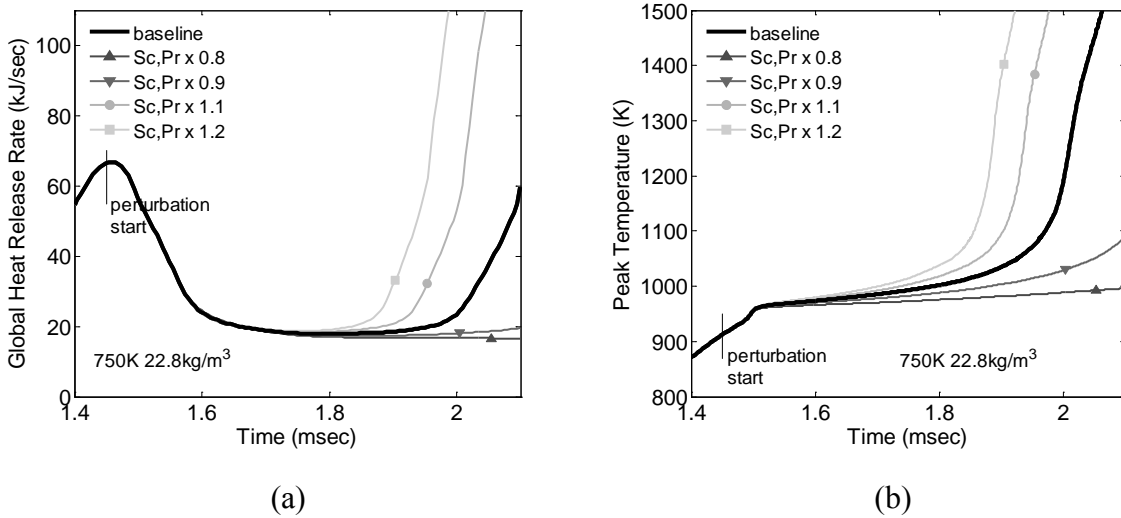 Global Heat Release Rate (kJ/sec)
100
80
60
40
20
0
baseline
Sc,Pr x 0.8
Sc,Pr x 0.9
Sc,Pr x 1.1
Sc,Pr x 1.2
perturbation
start
750K 22.8kg/m³
1.4
1.6
1.8
2
Time (msec)
(a)
Peak Temperature (K)
1500
1400
1300
1200
1100
1000
900
800
baseline
Sc,Pr x 0.8
Sc,Pr x 0.9
Sc,Pr x 1.1
Sc,Pr x 1.2
perturbation
start
750K 22.8kg/m³
1.4
1.6
1.8
2
Time (msec)
(b)